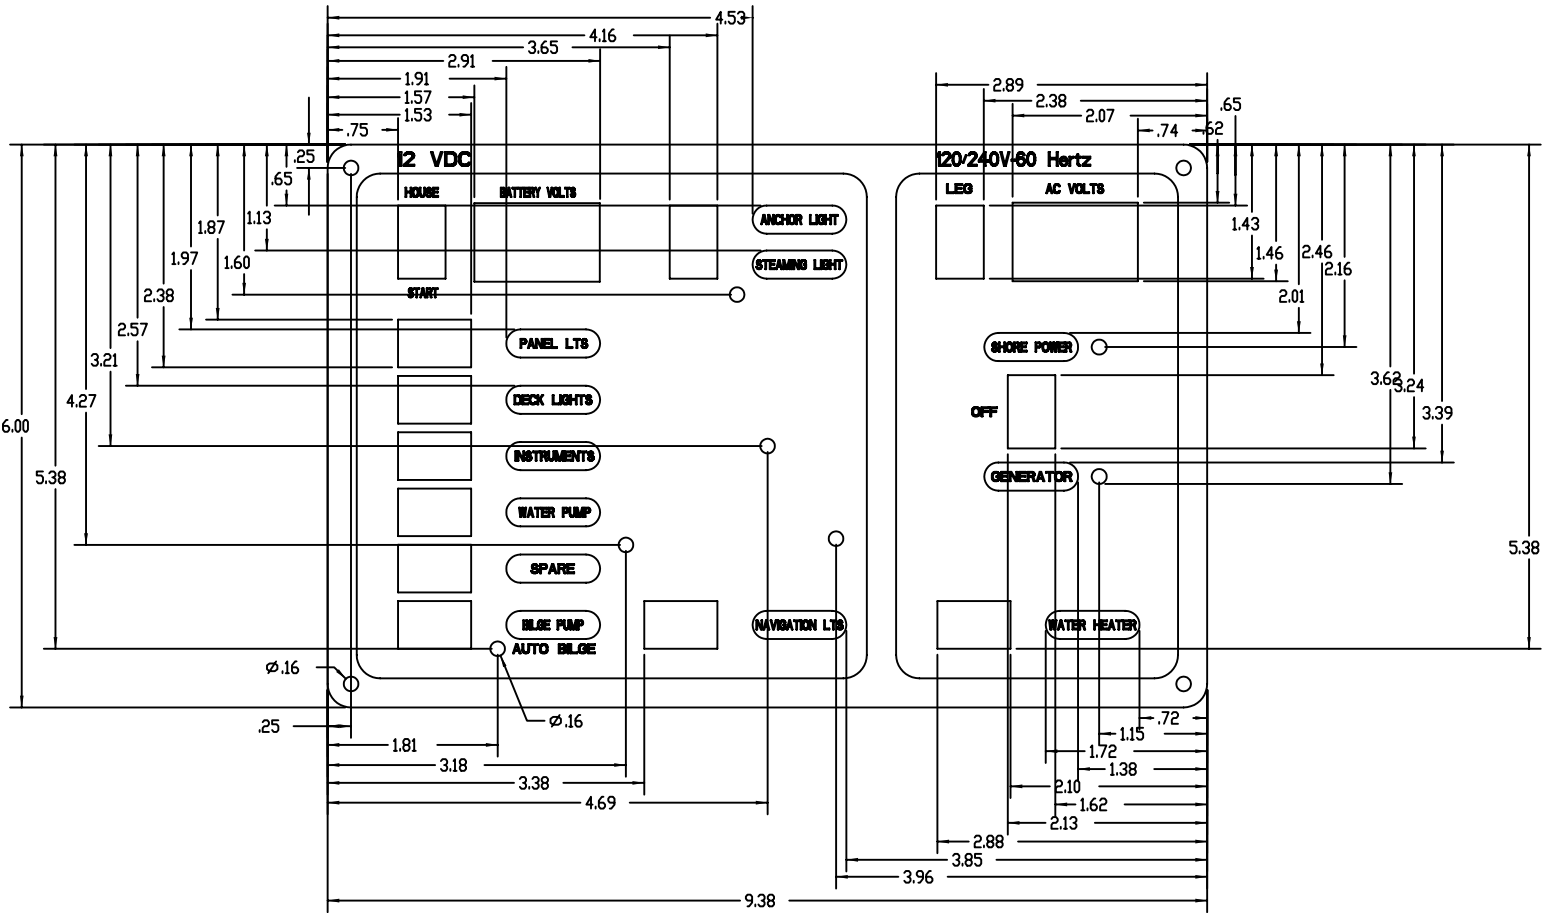 4.53
4.16
3.65
2.91
1.91
1.57
1.53
.75
2.89
2.38
2.07
.74
.62
.65
.25
.65
1.13
1.87
1.97
1.60
2.38
2.57
3.21
4.27
6.00
5.38
12 VDC
HOUSE
BATTERY VOLTS
ANCHOR LIGHT
STEAMING LIGHT
START
PANEL LTS
DECK LIGHTS
INSTRUMENTS
WATER PUMP
SPARE
BILGE PUMP
AUTO BILGE
NAVIGATION LTS
120/240V-60 Hertz
LEG
AC VOLTS
SHORE POWER
OFF
GENERATOR
WATER HEATER
1.43
1.46
2.46
2.16
2.01
3.62
3.24
3.39
5.38
Ø.16
Ø.16
.25
1.81
3.18
3.38
4.69
.72
1.15
1.72
1.38
2.10
1.62
2.13
2.88
3.85
3.96
9.38